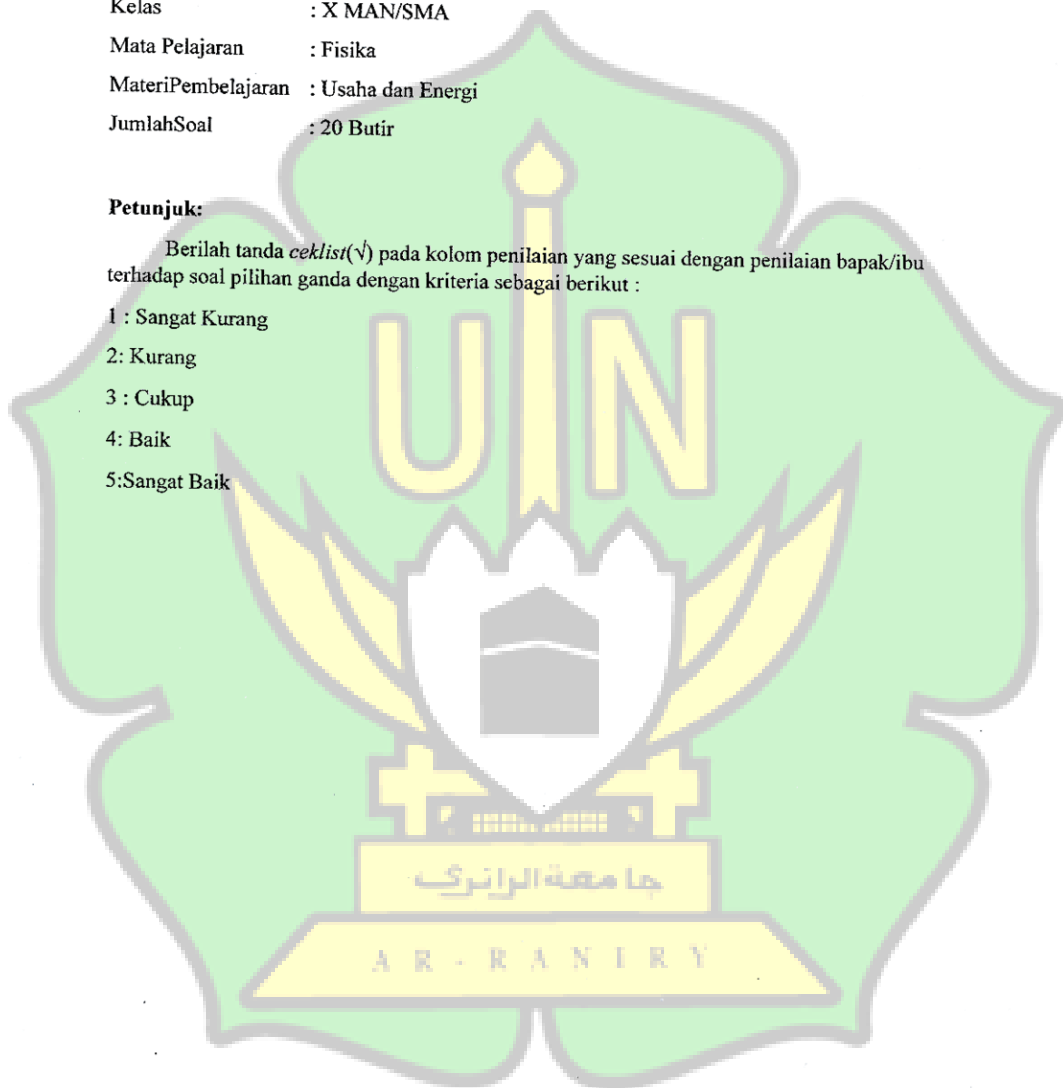 Kelas : X MAN/SMA
Mata Pelajaran : Fisika
MateriPembelajaran : Usaha dan Energi
JumlahSoal : 20 Butir
Petunjuk:
Berilah tanda ceklist(√) pada kolom penilaian yang sesuai dengan penilaian bapak/ibu
terhadap soal pilihan ganda dengan kriteria sebagai berikut :
1 : Sangat Kurang
2: Kurang
3 : Cukup
4: Baik
5:Sangat Baik
UIN
جامعة الرانري
AR-RANIRY